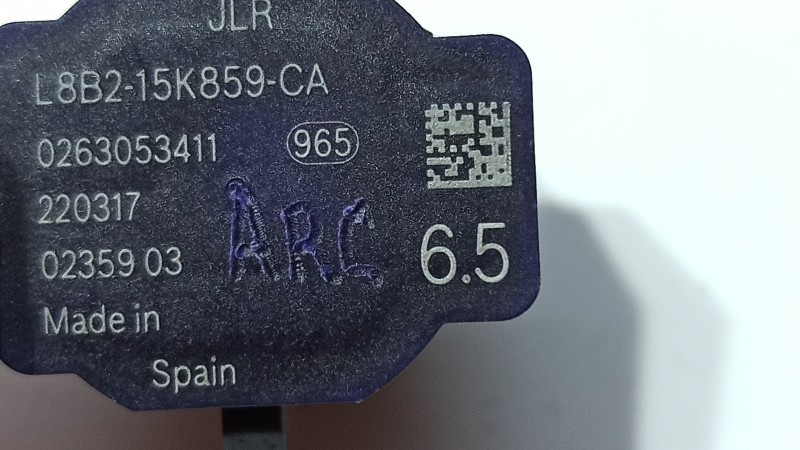 JLR
L8B2-15K859-CA
0263053411 965
220317
02359 03 ARC 6.5
Made in
Spain